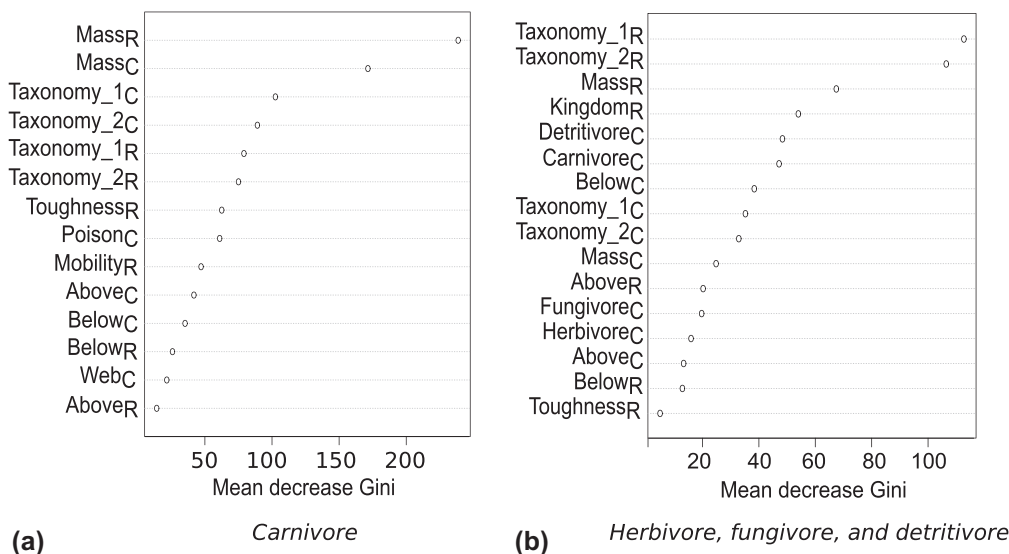 MassR
MassC
Taxonomy_1C
Taxonomy_2C
Taxonomy_1R
Taxonomy_2R
ToughnessR
PoisonC
MobilityR
AboveC
BelowC
BelowR
WebC
AboveR
50 100 150 200
Mean decrease Gini
(a) Carnivore
Taxonomy_1R
Taxonomy_2R
MassR
KingdomR
DetritivoreC
CarnivoreC
BelowC
Taxonomy_1C
Taxonomy_2C
MassC
AboveR
FungivoreC
HerbivoreC
AboveC
BelowR
ToughnessR
20 40 60 80 100
Mean decrease Gini
(b) Herbivore, fungivore, and detritivore